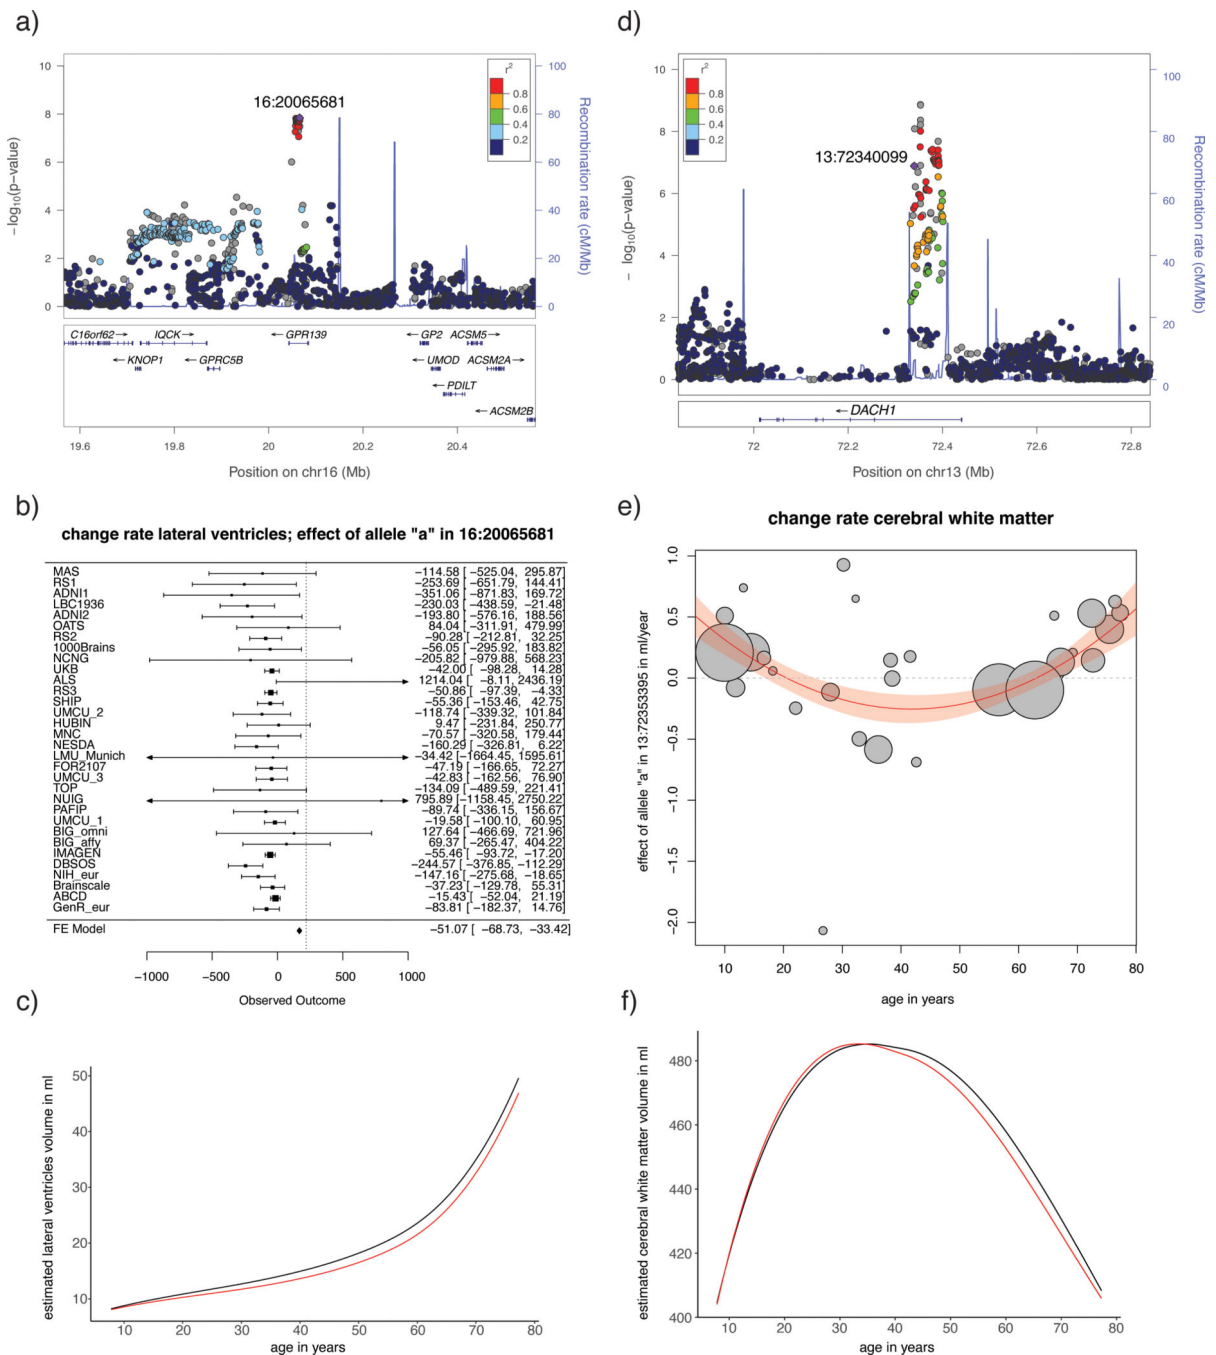 a)
16:20065681
r²
0.8
0.6
0.4
0.2
10
8
6
4
2
0
100
80
60
40
20
0
−log₁₀(p−value)
Recombination rate (cM/Mb)
C16orf62→ IQCK→ ←GPR139 ←GP2 ACSM5→
←KNOP1 ←GPRC5B ←UMOD ACSM2A→
←PDILT
←ACSM2B
19.6 19.8 20 20.2 20.4
Position on chr16 (Mb)
d)
13:72340099
r²
0.8
0.6
0.4
0.2
10
8
6
4
2
0
100
80
60
40
20
0
− log₁₀(p−value)
Recombination rate (cM/Mb)
←DACH1
72 72.2 72.4 72.6 72.8
Position on chr13 (Mb)
b)
change rate lateral ventricles; effect of allele "a" in 16:20065681
MAS −114.58 [ −525.04, 295.87]
RS1 −253.69 [ −651.79, 144.41]
ADNI1 −351.06 [ −871.83, 169.72]
LBC1936 −230.03 [ −438.59, −21.48]
ADNI2 −193.80 [ −576.16, 188.56]
OATS 84.04 [ −311.91, 479.99]
RS2 −90.28 [ −212.81, 32.25]
1000Brains −56.05 [ −295.92, 183.82]
NCNG −205.82 [ −979.88, 568.23]
UKB −42.00 [ −98.28, 14.28]
ALS 1214.04 [ −8.11, 2436.19]
RS3 −50.86 [ −97.39, −4.33]
SHIP −55.36 [ −153.46, 42.75]
UMCU_2 −118.74 [ −339.32, 101.84]
HUBIN 9.47 [ −231.84, 250.77]
MNC −70.57 [ −320.58, 179.44]
NESDA −160.29 [ −326.81, 6.22]
LMU_Munich −34.42 [ −1664.45, 1595.61]
FOR2107 −47.19 [ −166.65, 72.27]
UMCU_3 −42.83 [ −162.56, 76.90]
TOP −134.09 [ −489.59, 221.41]
NUIG 795.89 [ −1158.45, 2750.22]
PAFIP −89.74 [ −336.15, 156.67]
UMCU_1 −19.58 [ −100.10, 60.95]
BIG_omni 127.64 [ −466.69, 721.96]
BIG_affy 69.37 [ −265.47, 404.22]
IMAGEN −55.46 [ −93.72, −17.20]
DBSOS −244.57 [ −376.85, −112.29]
NIH_eur −147.16 [ −275.68, −18.65]
Brainscale −37.23 [ −129.78, 55.31]
ABCD −15.43 [ −52.04, 21.19]
GenR_eur −83.81 [ −182.37, 14.76]
FE Model −51.07 [ −68.73, −33.42]
−1000 −500 0 500 1000
Observed Outcome
e)
change rate cerebral white matter
1.0
0.5
0.0
−0.5
−1.0
−1.5
−2.0
effect of allele "a" in 13:72353395 in ml/year
10 20 30 40 50 60 70 80
age in years
c)
50
40
30
20
10
estimated lateral ventricles volume in ml
10 20 30 40 50 60 70 80
age in years
f)
480
460
440
420
400
estimated cerebral white matter volume in ml
10 20 30 40 50 60 70 80
age in years